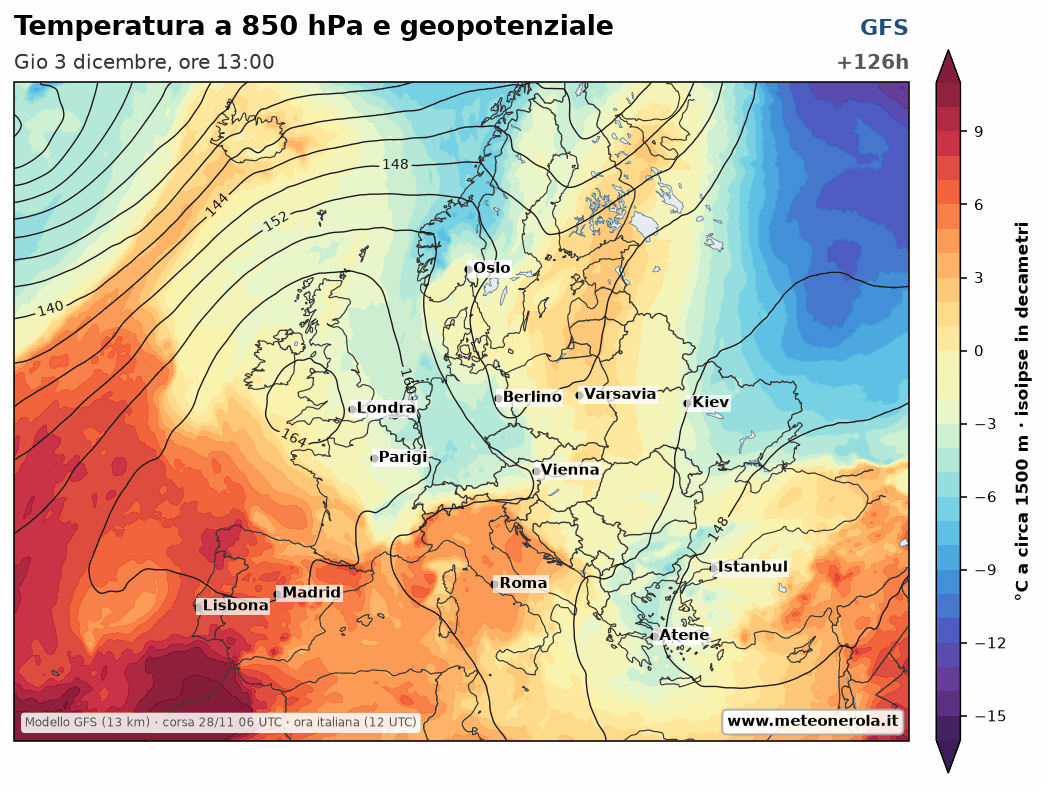 Temperatura a 850 hPa e geopotenziale
GFS
Gio 3 dicembre, ore 13:00
+126h
148
144
152
140
160
164
148
Oslo
Berlino
Varsavia
Kiev
Londra
Parigi
Vienna
Istanbul
Roma
Madrid
Lisbona
Atene
9
6
3
0
−3
−6
−9
−12
−15
°C a circa 1500 m · isoipse in decametri
Modello GFS (13 km) · corsa 28/11 06 UTC · ora italiana (12 UTC)
www.meteonerola.it